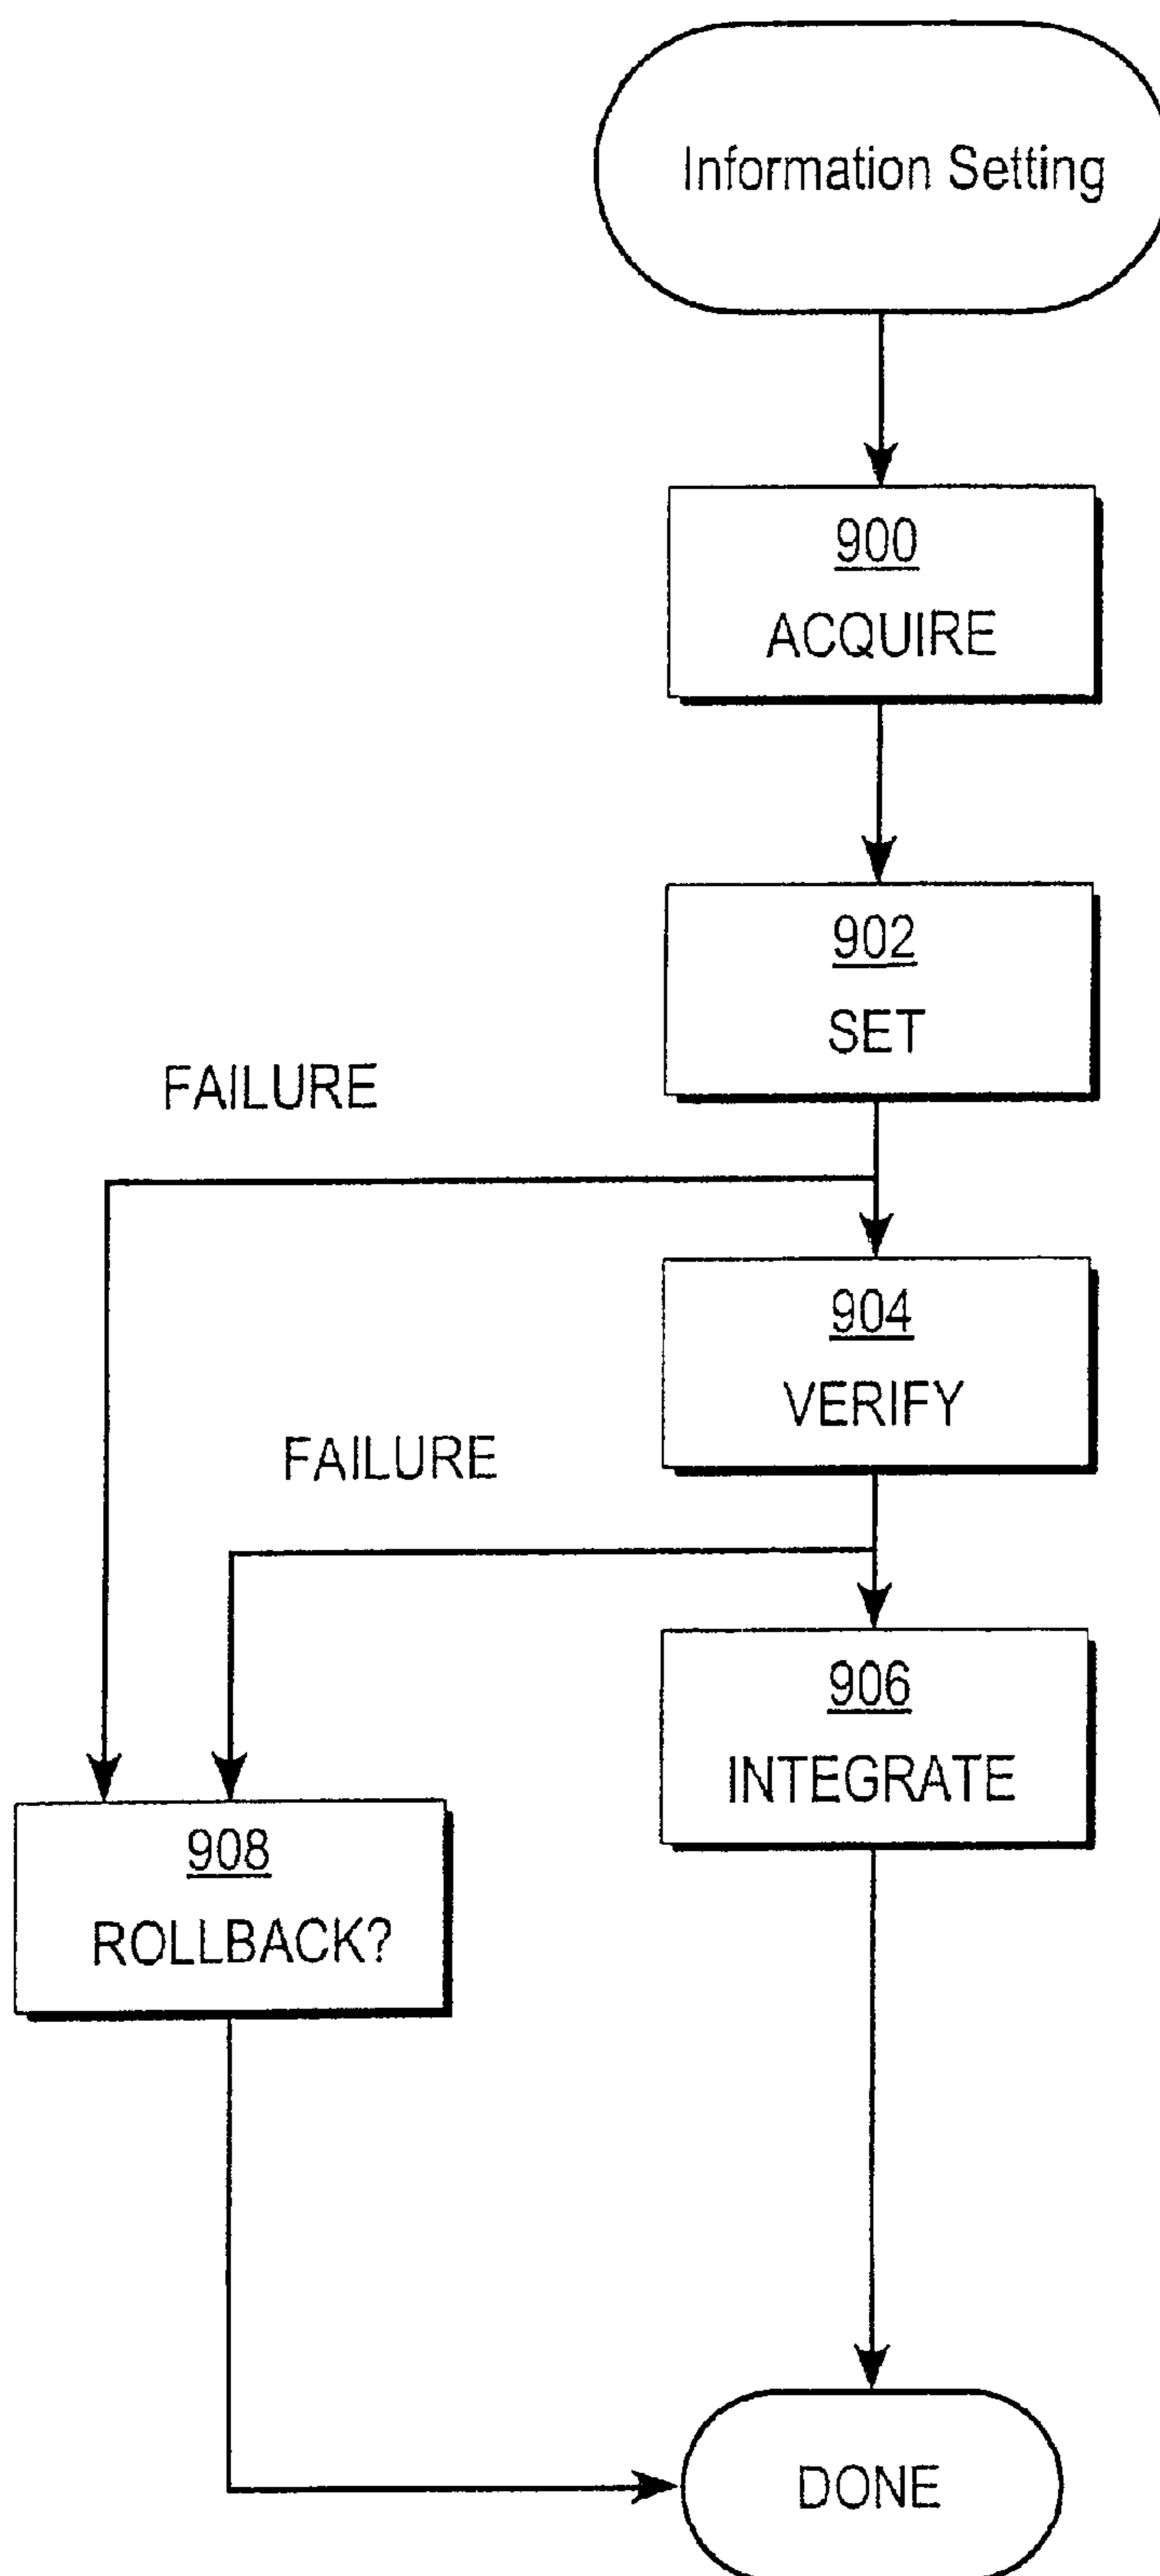 Information Setting
900
ACQUIRE
902
SET
FAILURE
904
VERIFY
FAILURE
906
INTEGRATE
908
ROLLBACK?
DONE